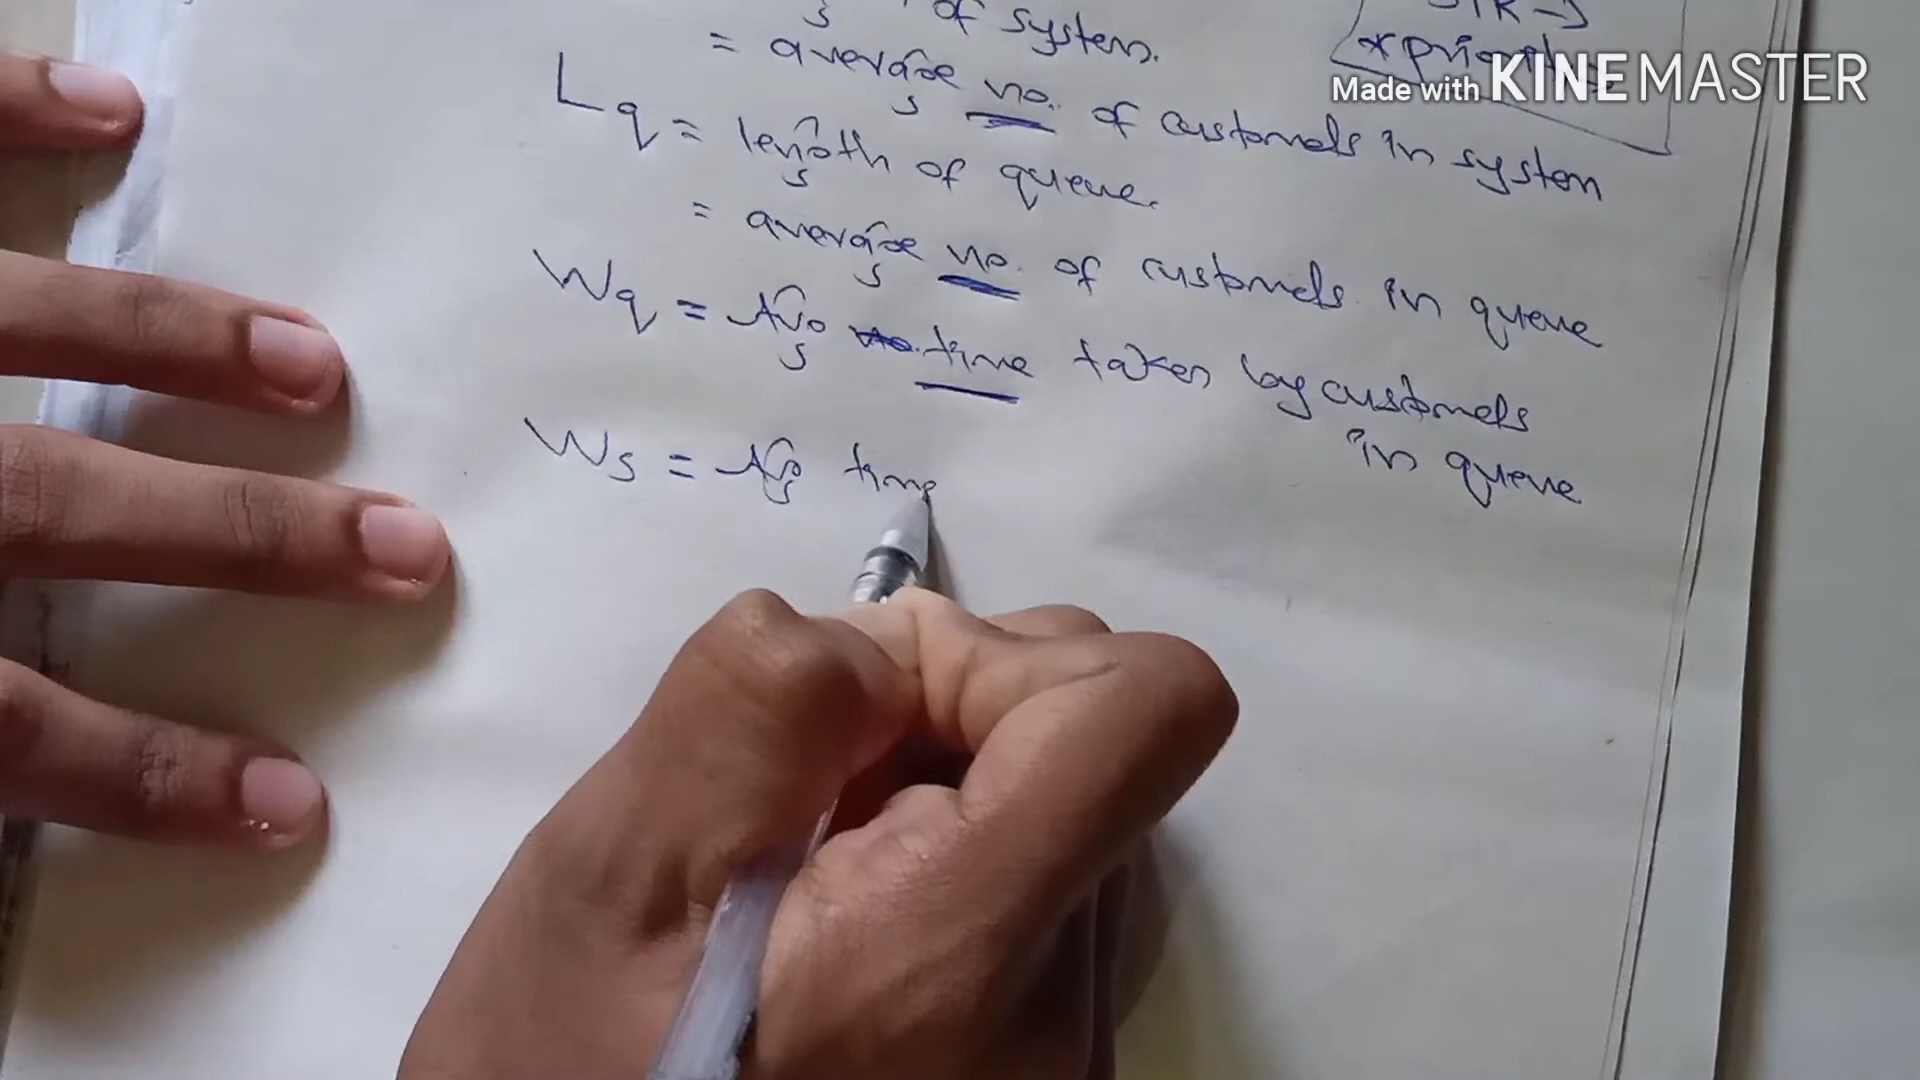 of system.
= average no. of customers in system
Lq = length of queue.
= average no. of customers in queue
Wq = Avg time taken by customers
in queue
Ws = Avg time
Made with KINEMASTER